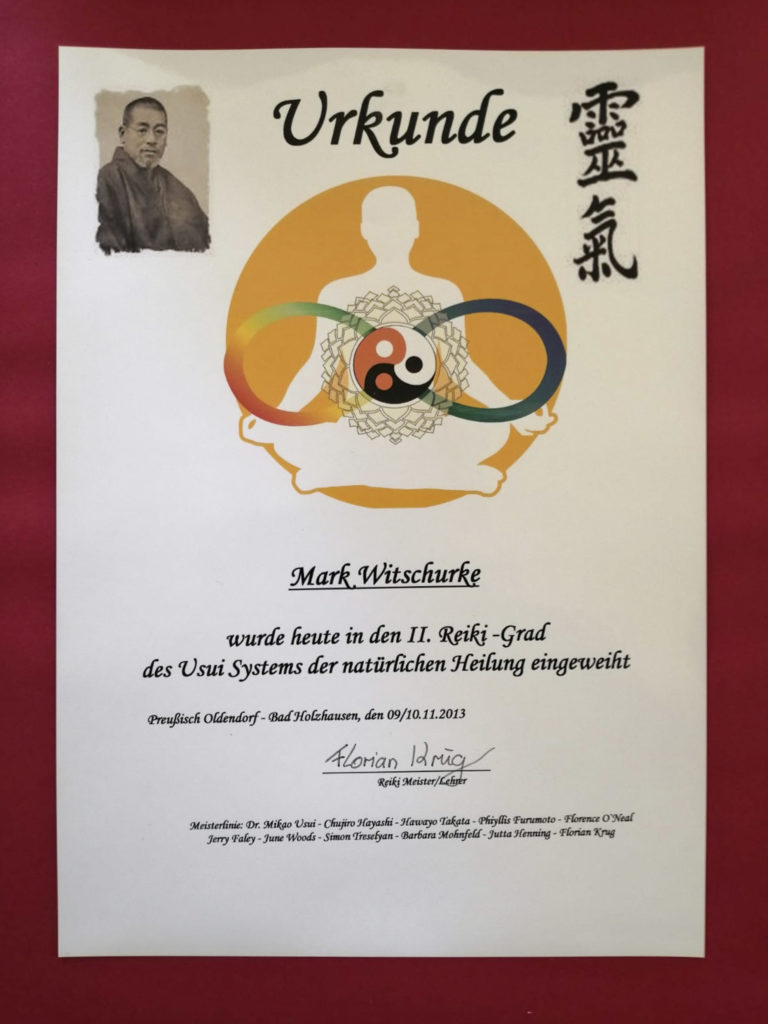 Urkunde
靈氣
Mark Witschurke
wurde heute in den II. Reiki -Grad
des Usui Systems der natürlichen Heilung eingeweiht
Preußisch Oldendorf - Bad Holzhausen, den 09/10.11.2013
Florian Krug
Reiki Meister/Lehrer
Meisterlinie: Dr. Mikao Usui - Chujiro Hayashi - Hawayo Takata - Phiyllis Furumoto - Florence O'Neal
Jerry Faley - June Woods - Simon Treselyan - Barbara Mohnfeld - Jutta Henning - Florian Krug